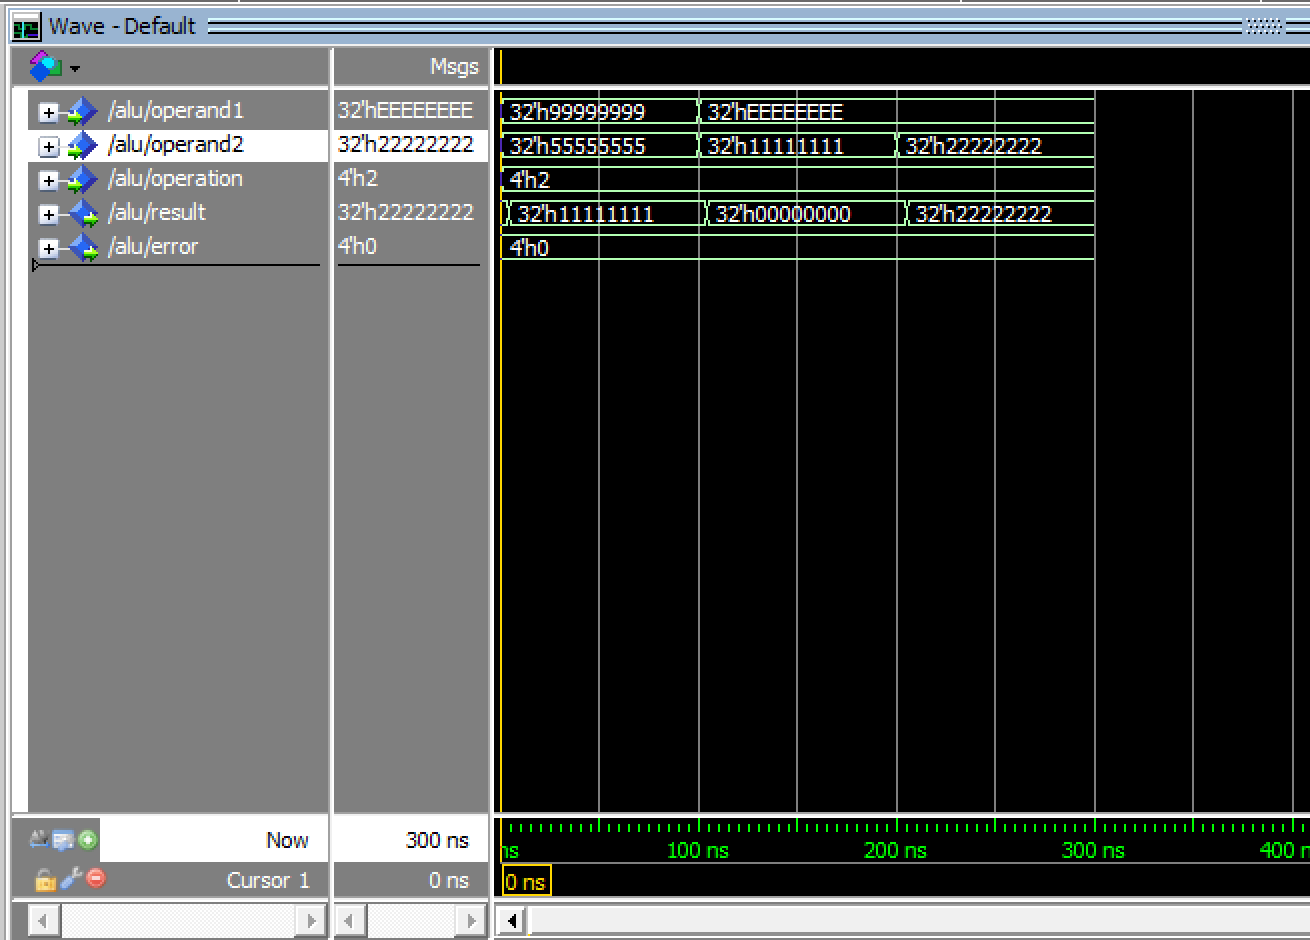 Wave - Default
Msgs
/alu/operand1 32'hEEEEEEEE 32'h99999999 32'hEEEEEEEE
/alu/operand2 32'h22222222 32'h55555555 32'h11111111 32'h22222222
/alu/operation 4'h2 4'h2
/alu/result 32'h22222222 32'h11111111 32'h00000000 32'h22222222
/alu/error 4'h0 4'h0
Now 300 ns ns 100 ns 200 ns 300 ns 400 n
Cursor 1 0 ns 0 ns